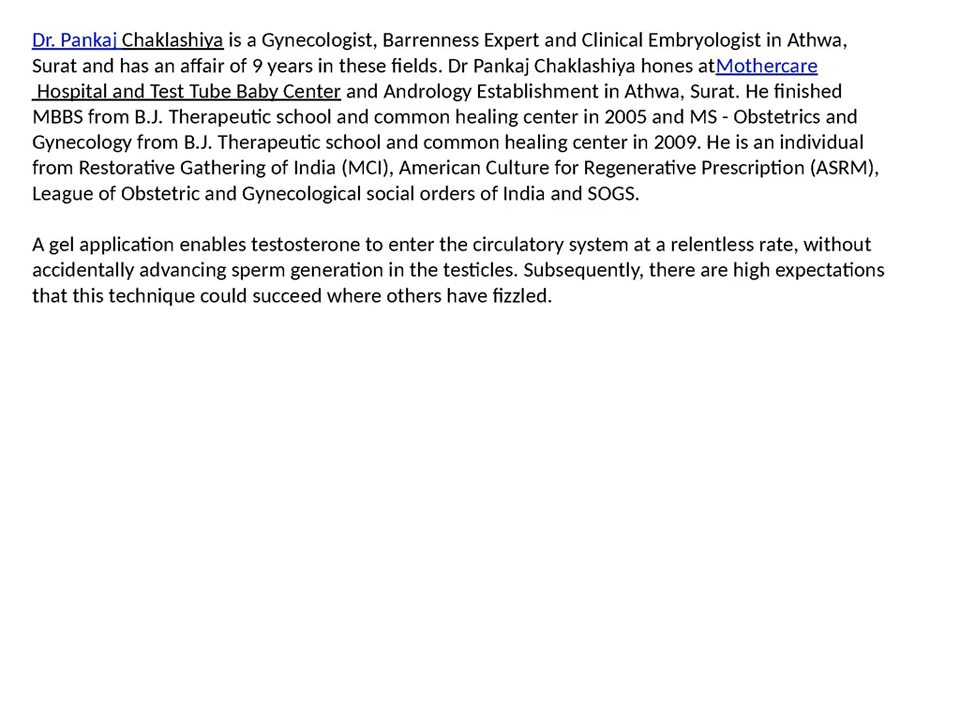 Dr. Pankaj Chaklashiya is a Gynecologist, Barrenness Expert and Clinical Embryologist in Athwa,
Surat and has an affair of 9 years in these fields. Dr Pankaj Chaklashiya hones atMothercare
Hospital and Test Tube Baby Center and Andrology Establishment in Athwa, Surat. He finished
MBBS from B.J. Therapeutic school and common healing center in 2005 and MS - Obstetrics and
Gynecology from B.J. Therapeutic school and common healing center in 2009. He is an individual
from Restorative Gathering of India (MCI), American Culture for Regenerative Prescription (ASRM),
League of Obstetric and Gynecological social orders of India and SOGS.
A gel application enables testosterone to enter the circulatory system at a relentless rate, without
accidentally advancing sperm generation in the testicles. Subsequently, there are high expectations
that this technique could succeed where others have fizzled.